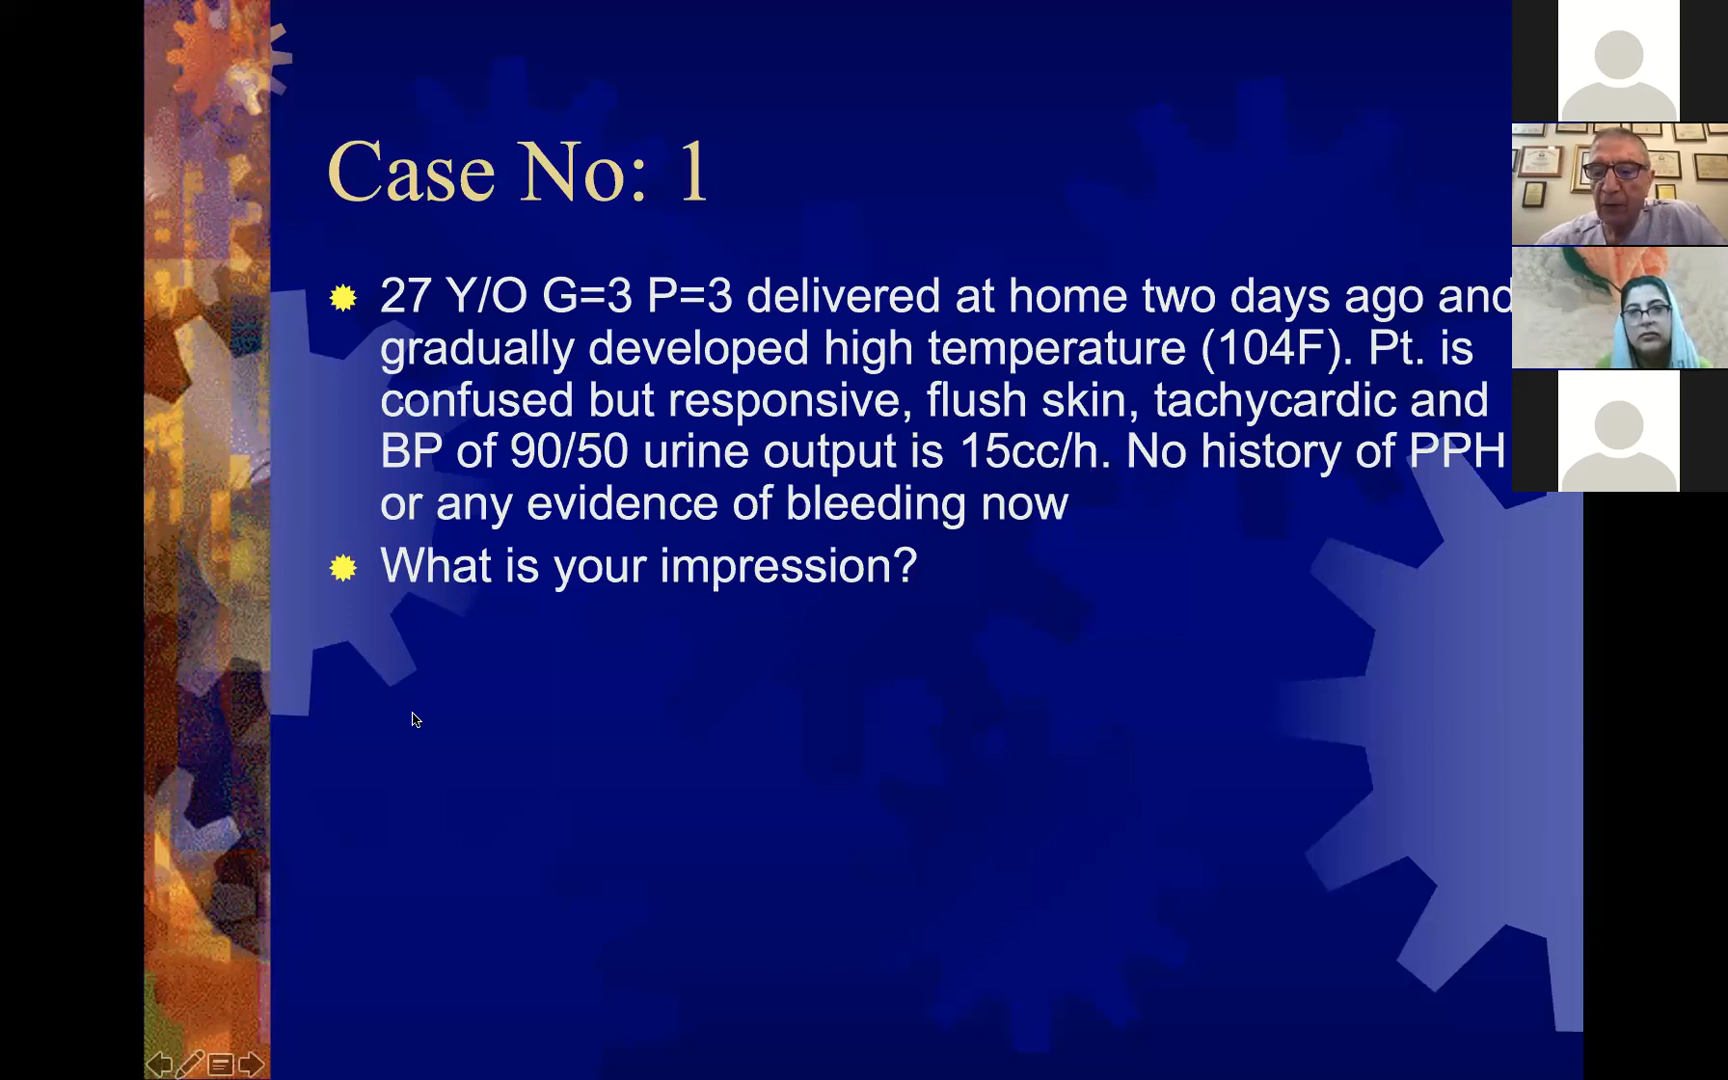 Case No: 1
27 Y/O G=3 P=3 delivered at home two days ago and
gradually developed high temperature (104F). Pt. is
confused but responsive, flush skin, tachycardic and
BP of 90/50 urine output is 15cc/h. No history of PPH
or any evidence of bleeding now
What is your impression?